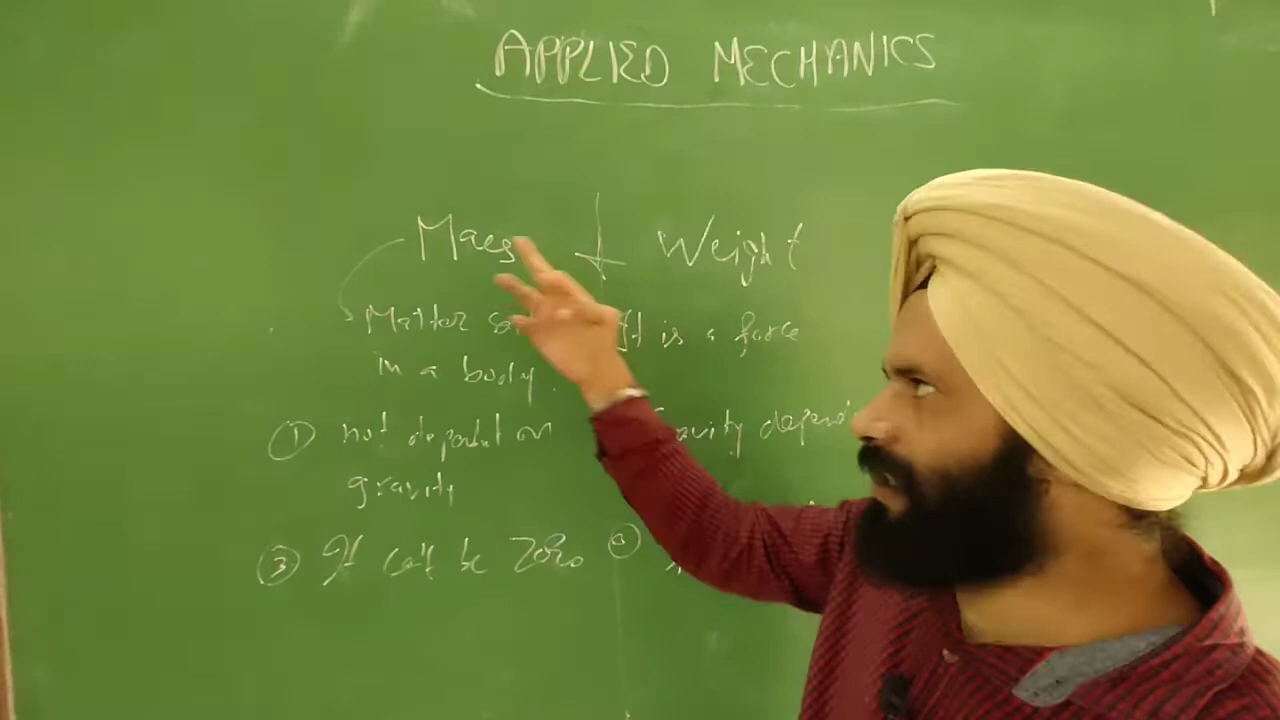 APPLIED MECHANICS
Mass Weight
Matter It is a force
in a body.
① not depend on gravity depend
gravity
③ It can't be Zero